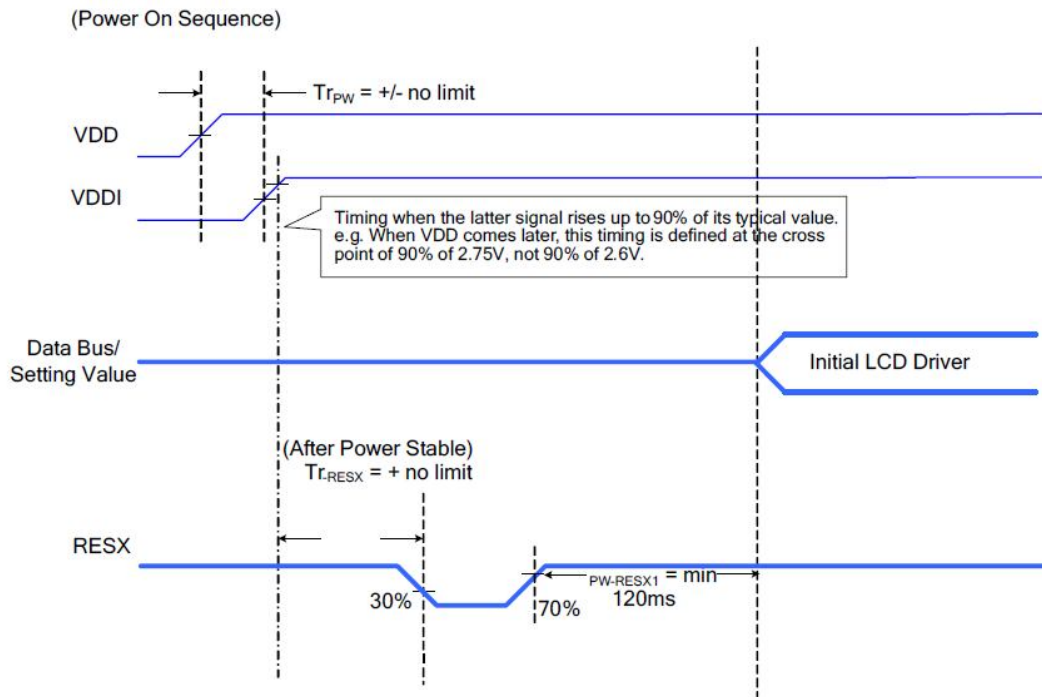 (Power On Sequence)
TrPW = +/- no limit
VDD
VDDI
Timing when the latter signal rises up to 90% of its typical value.
e.g. When VDD comes later, this timing is defined at the cross
point of 90% of 2.75V, not 90% of 2.6V.
Data Bus/
Setting Value
Initial LCD Driver
(After Power Stable)
Tr-RESX = + no limit
RESX
30%
70%
PW-RESX1 = min
120ms